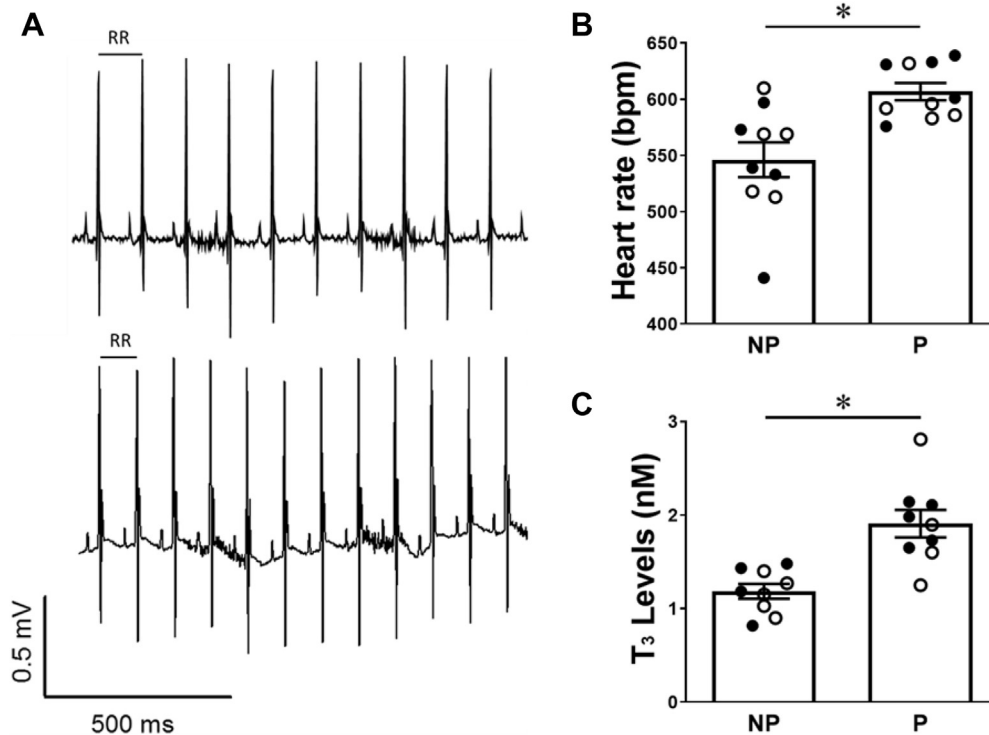 A
RR
RR
0.5 mV
500 ms
B
*
Heart rate (bpm)
650
600
550
500
450
400
NP P
C
*
T₃ Levels (nM)
3
2
1
0
NP P